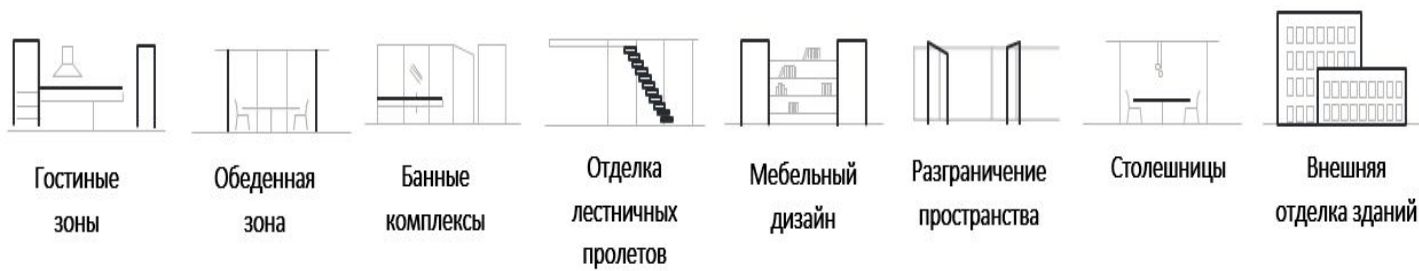 Гостиные
зоны
Обеденная
зона
Банные
комплексы
Отделка
лестничных
пролетов
Мебельный
дизайн
Разграничение
пространства
Столешницы
Внешняя
отделка зданий